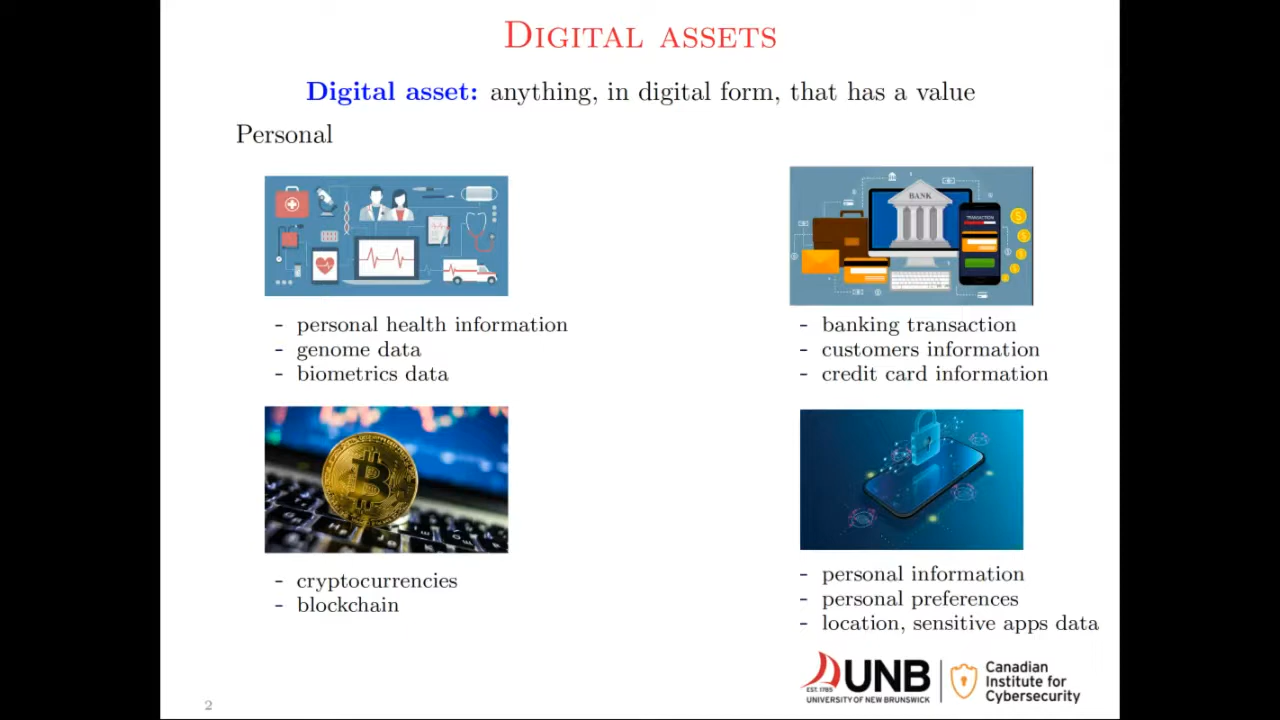 DIGITAL ASSETS
Digital asset: anything, in digital form, that has a value
Personal
BANK
TRANSACTION
- personal health information
- genome data
- biometrics data
- banking transaction
- customers information
- credit card information
- cryptocurrencies
- blockchain
- personal information
- personal preferences
- location, sensitive apps data
EST. 1785
UNB
UNIVERSITY OF NEW BRUNSWICK
Canadian
Institute for
Cybersecurity
2